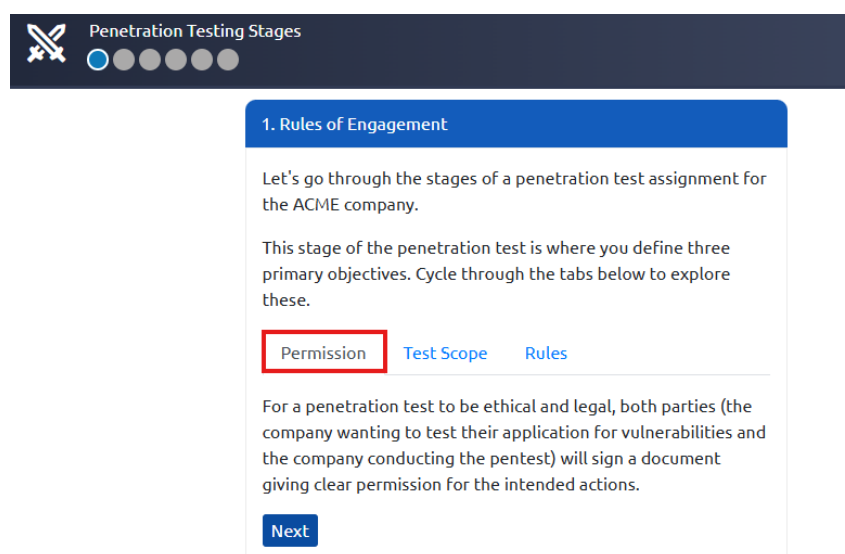 Penetration Testing Stages
1. Rules of Engagement
Let's go through the stages of a penetration test assignment for
the ACME company.
This stage of the penetration test is where you define three
primary objectives. Cycle through the tabs below to explore
these.
Permission Test Scope Rules
For a penetration test to be ethical and legal, both parties (the
company wanting to test their application for vulnerabilities and
the company conducting the pentest) will sign a document
giving clear permission for the intended actions.
Next